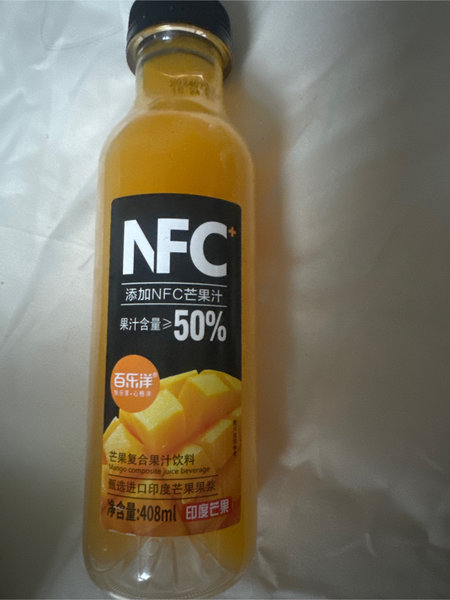 NFC+
添加NFC芒果汁
果汁含量≥50%
百乐洋
芒果复合果汁饮料
Mango composite juice beverage
甄选进口印度芒果果浆
净含量:408ml
印度芒果